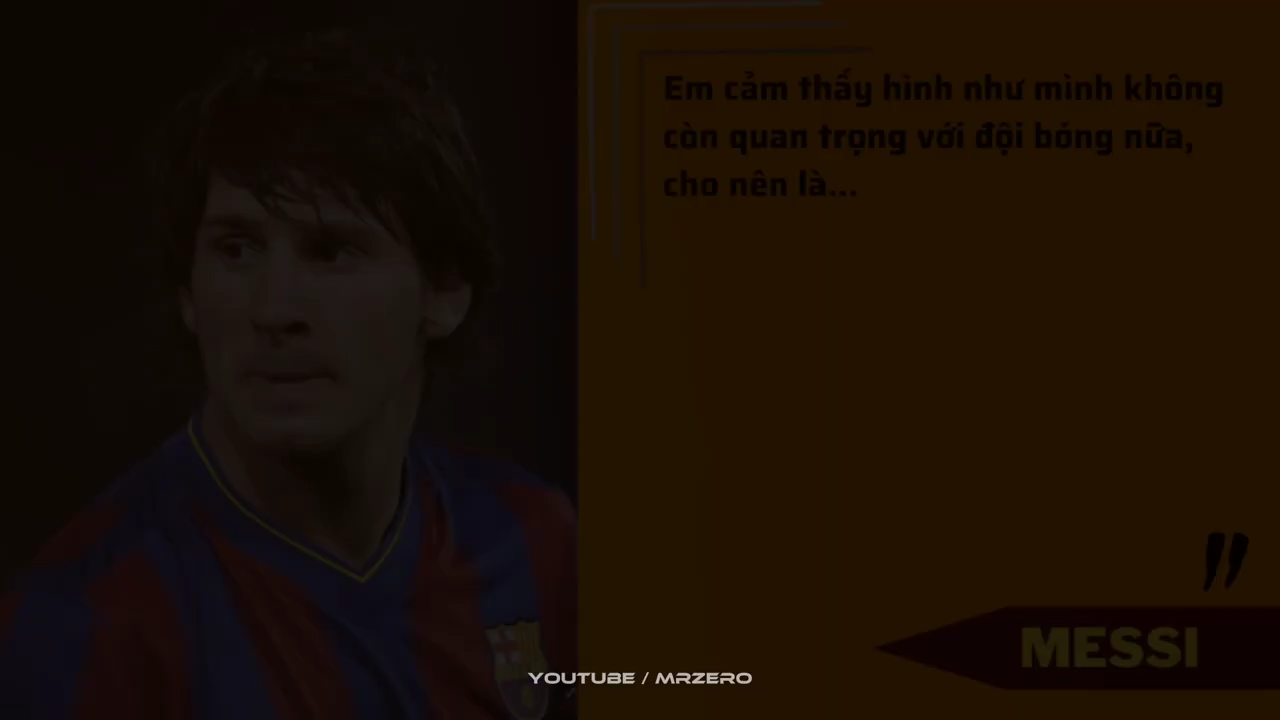 Em cảm thấy hình như mình không
còn quan trọng với đội bóng nữa,
cho nên là...
"
MESSI
YOUTUBE / MRZERO